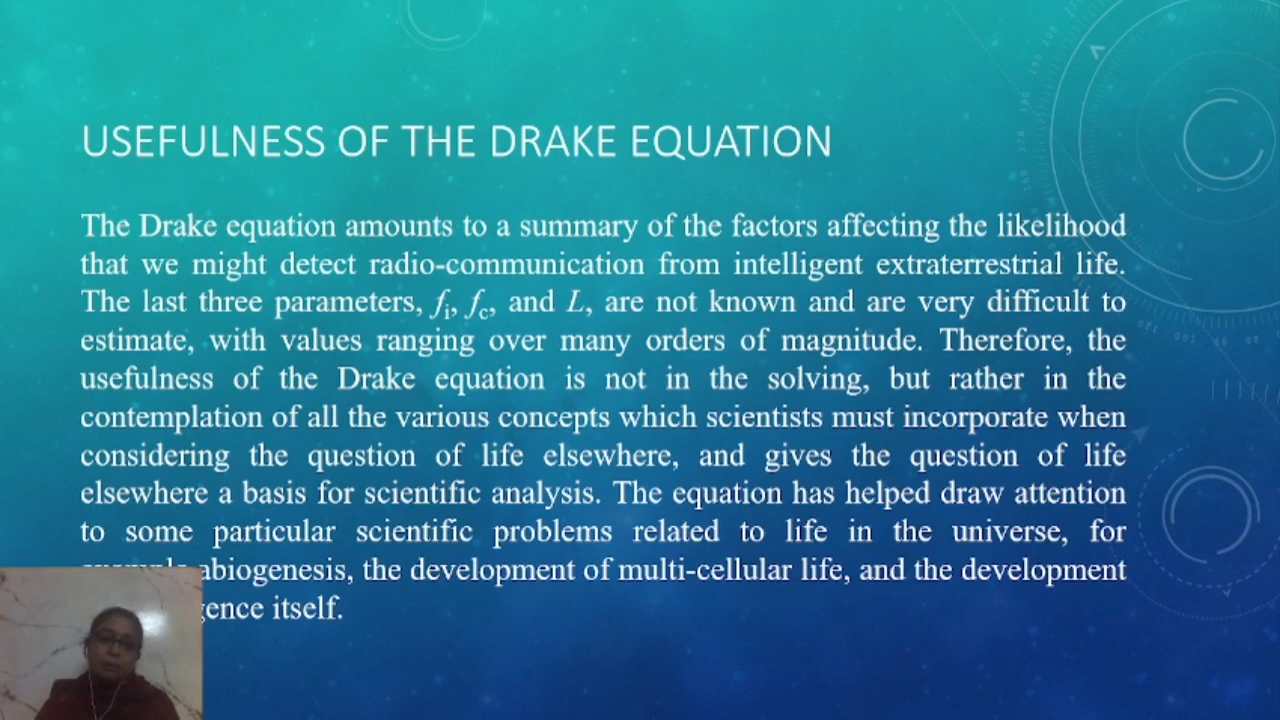 USEFULNESS OF THE DRAKE EQUATION
The Drake equation amounts to a summary of the factors affecting the likelihood
that we might detect radio-communication from intelligent extraterrestrial life.
The last three parameters, fi, fc, and L, are not known and are very difficult to
estimate, with values ranging over many orders of magnitude. Therefore, the
usefulness of the Drake equation is not in the solving, but rather in the
contemplation of all the various concepts which scientists must incorporate when
considering the question of life elsewhere, and gives the question of life
elsewhere a basis for scientific analysis. The equation has helped draw attention
to some particular scientific problems related to life in the universe, for
abiogenesis, the development of multi-cellular life, and the development
gence itself.